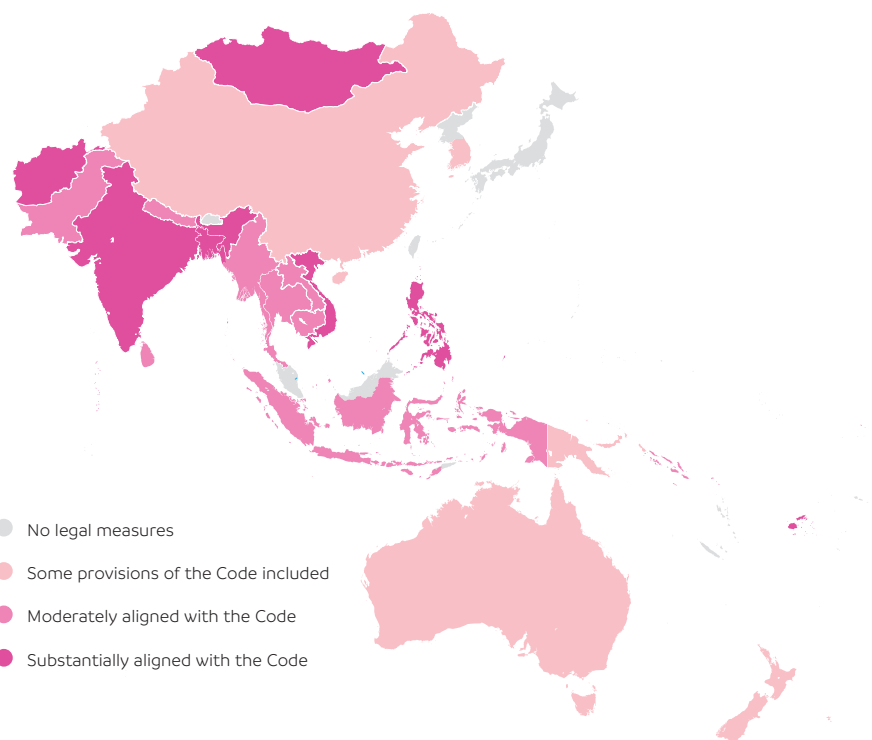 No legal measures
Some provisions of the Code included
Moderately aligned with the Code
Substantially aligned with the Code